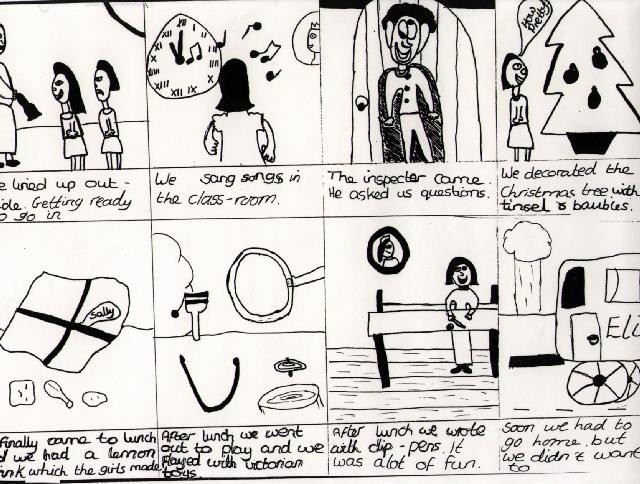 How Pretty
e lined up out-
ide. Getting ready
o go in
We sang songs in
the class-room.
The inspecter came.
He asked us questions.
We decorated the
Christmas tree with
tinsel & baubles.
XII
Sally
Eli
Finally came to lunch
d we had a lemon
rink which the girls made
After lunch we went
out to play and we
played with victorian
toys.
After lunch we wrote
with dip-pens. It
was alot of fun.
Soon we had to
go home. but
we didn't want
to